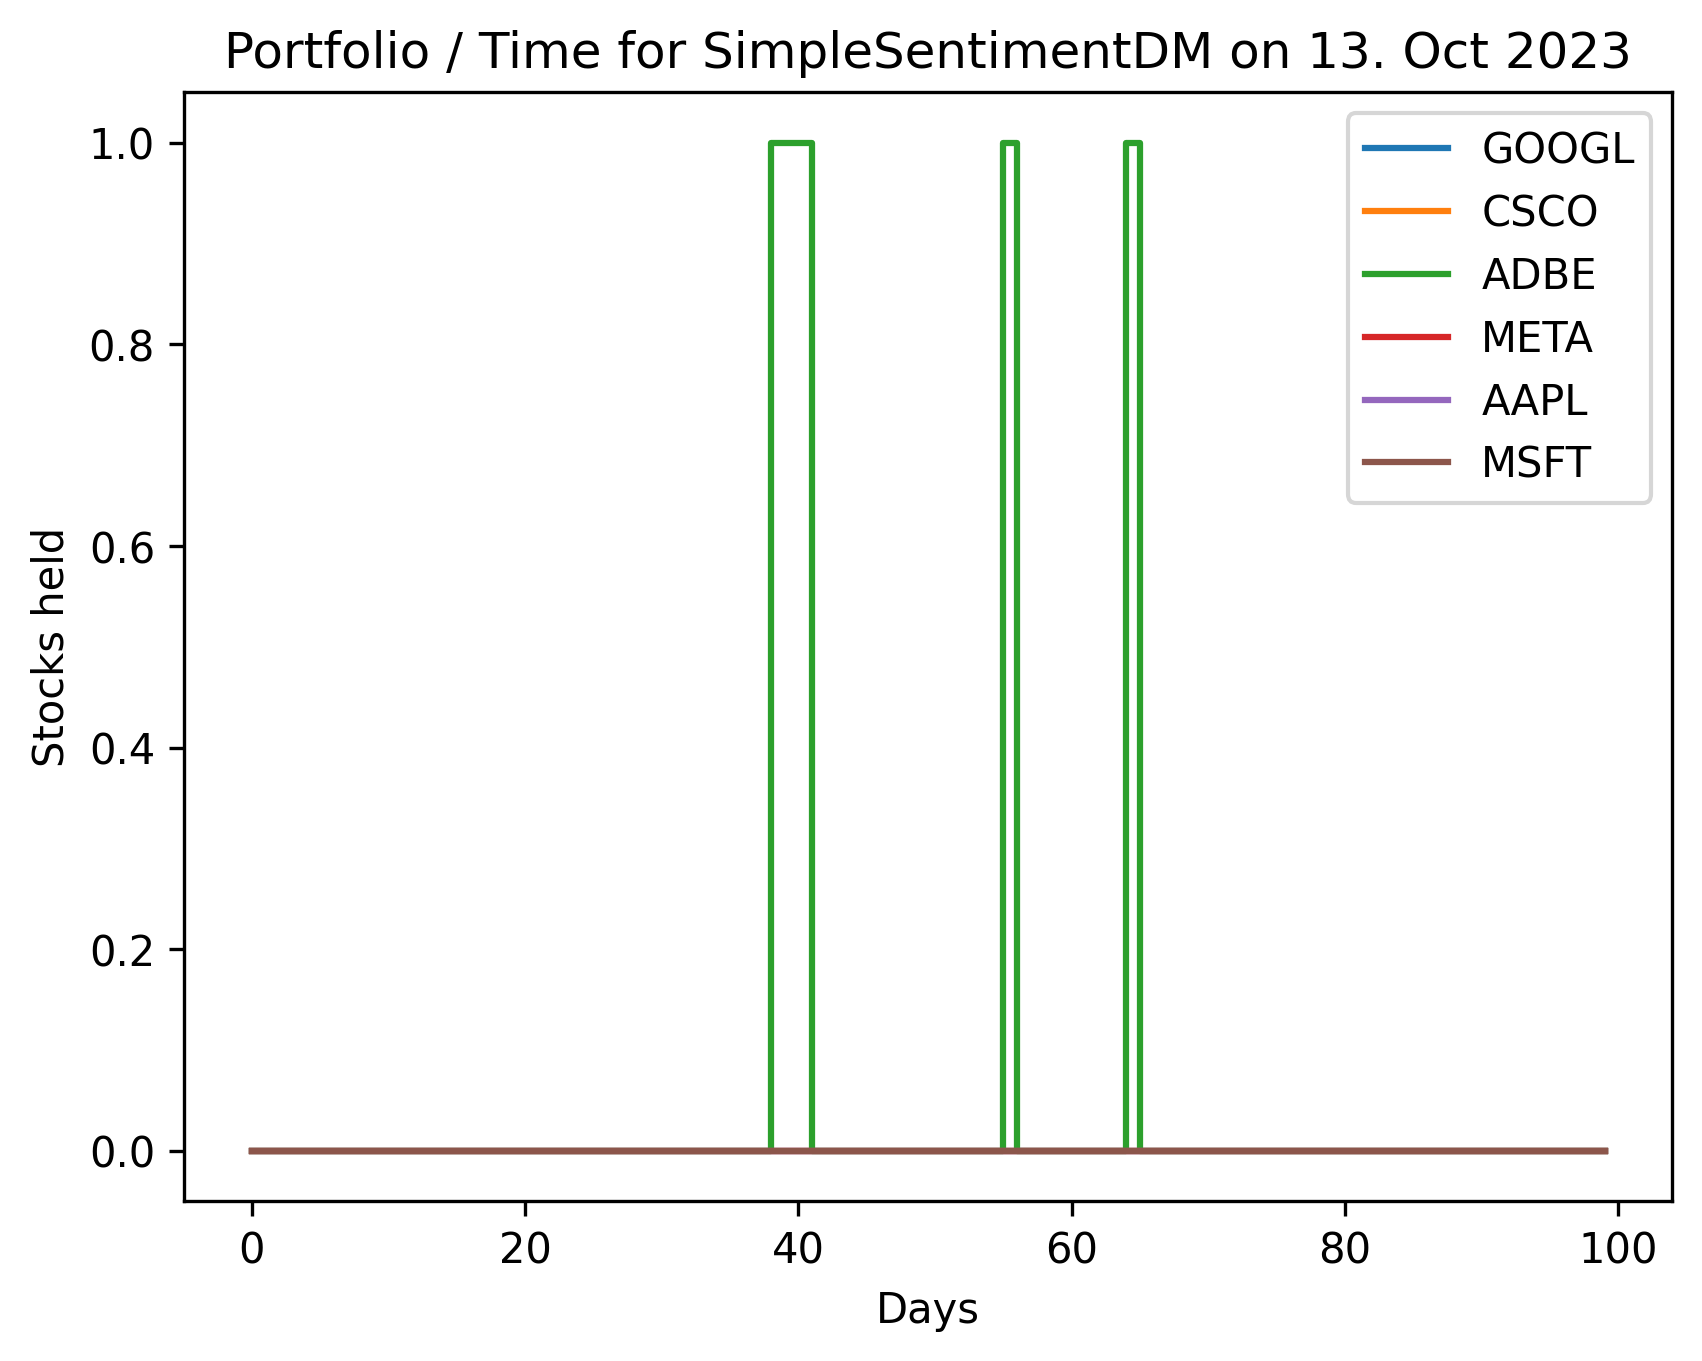 Portfolio / Time for SimpleSentimentDM on 13. Oct 2023
1.0
0.8
0.6
0.4
0.2
0.0
Stocks held
GOOGL
CSCO
ADBE
META
AAPL
MSFT
0 20 40 60 80 100
Days